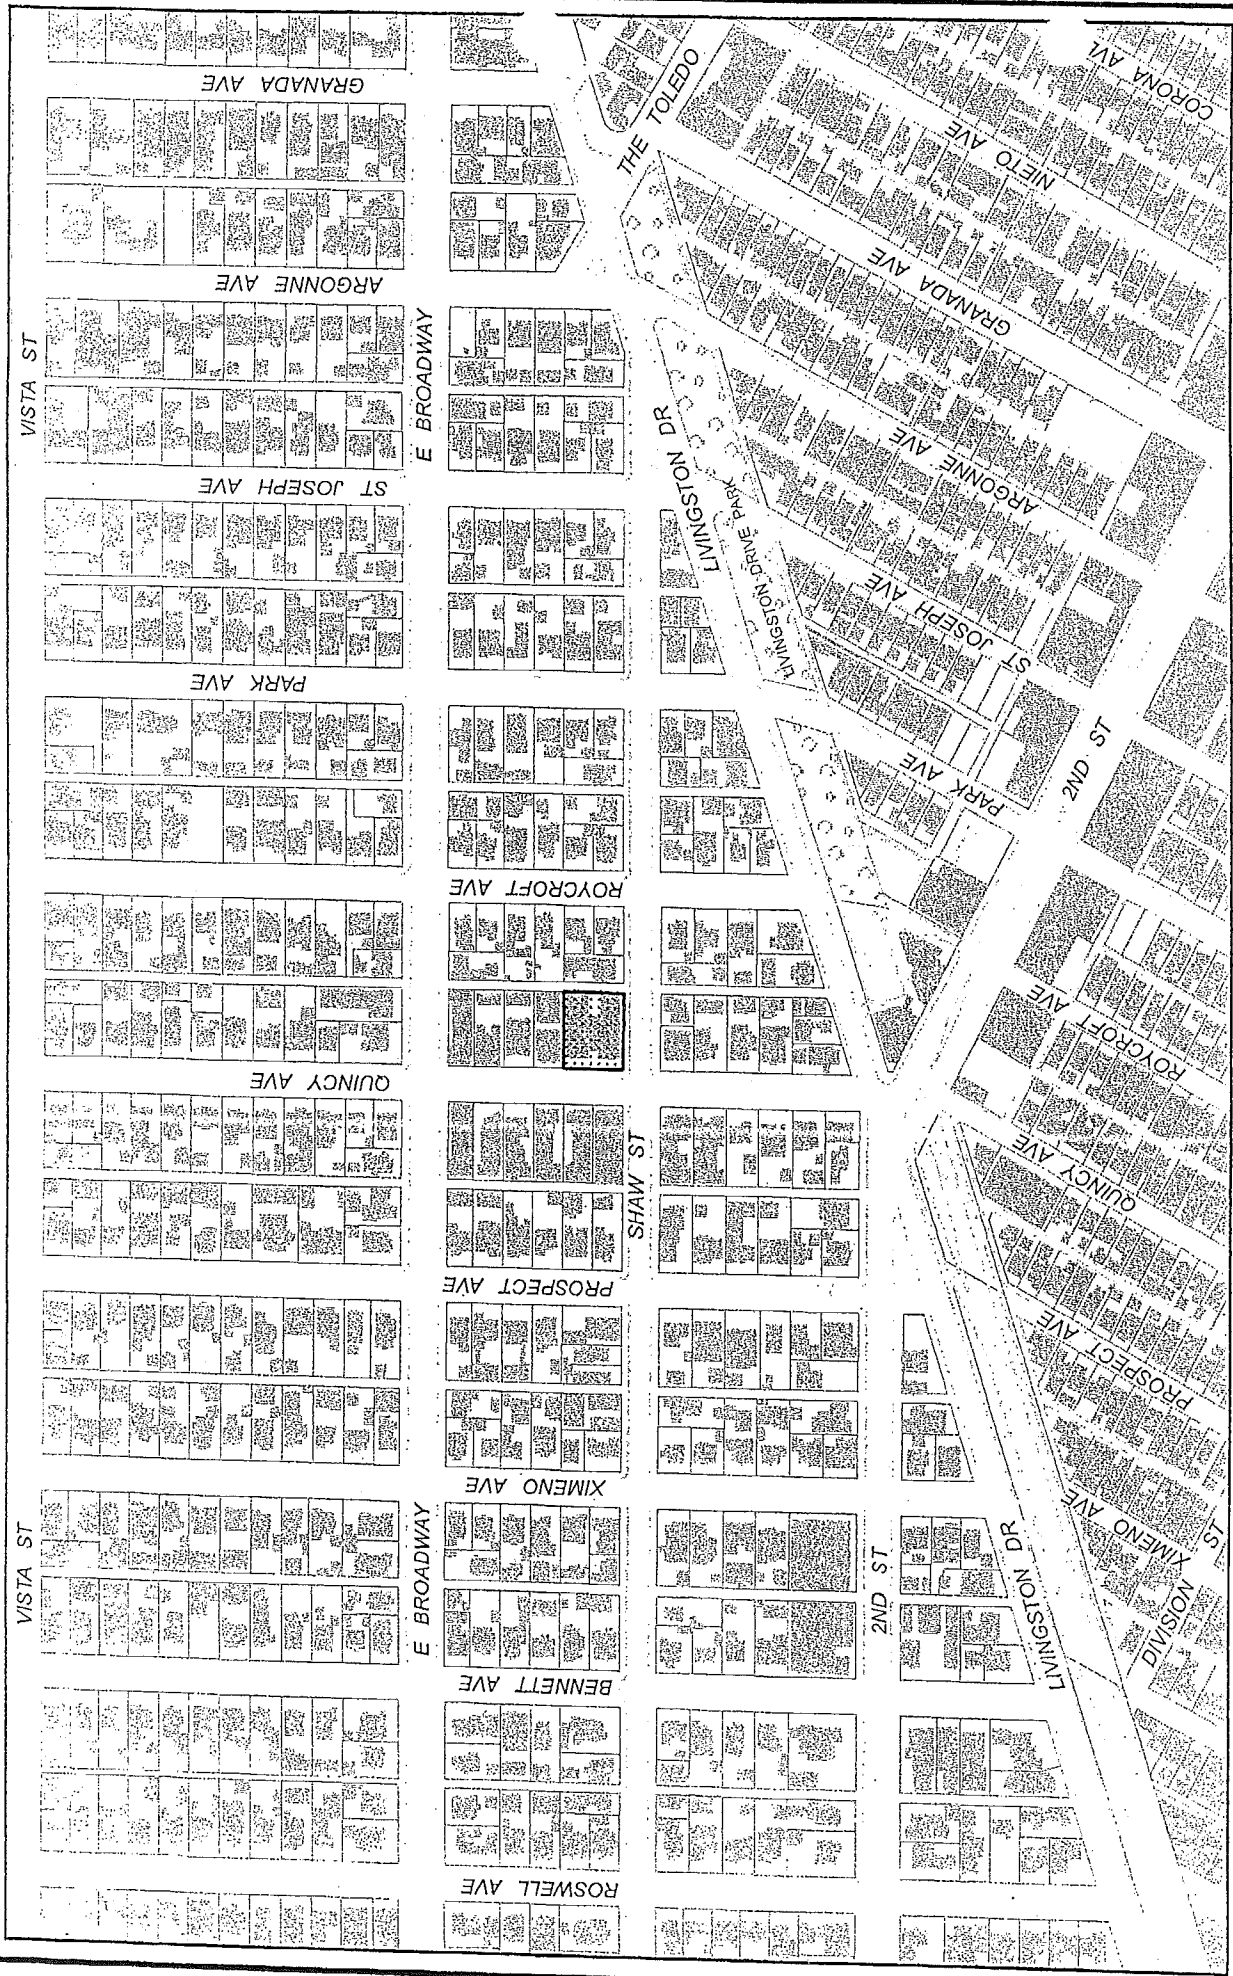 GRANADA AVE
THE TOLEDO
CORONA AVE
NIETO AVE
VISTA ST
ARGONNE AVE
E BROADWAY
GRANADA AVE
LIVINGSTON DR
ARGONNE AVE
ST JOSEPH AVE
LIVINGSTON DRIVE PARK
ST JOSEPH AVE
PARK AVE
2ND ST
PARK AVE
ROYCROFT AVE
ROYCROFT AVE
QUINCY AVE
SHAW ST
QUINCY AVE
PROSPECT AVE
PROSPECT AVE
XIMENO AVE
VISTA ST
E BROADWAY
2ND ST
LIVINGSTON DR
XIMENO AVE
DIVISION ST
BENNETT AVE
ROSWELL AVE